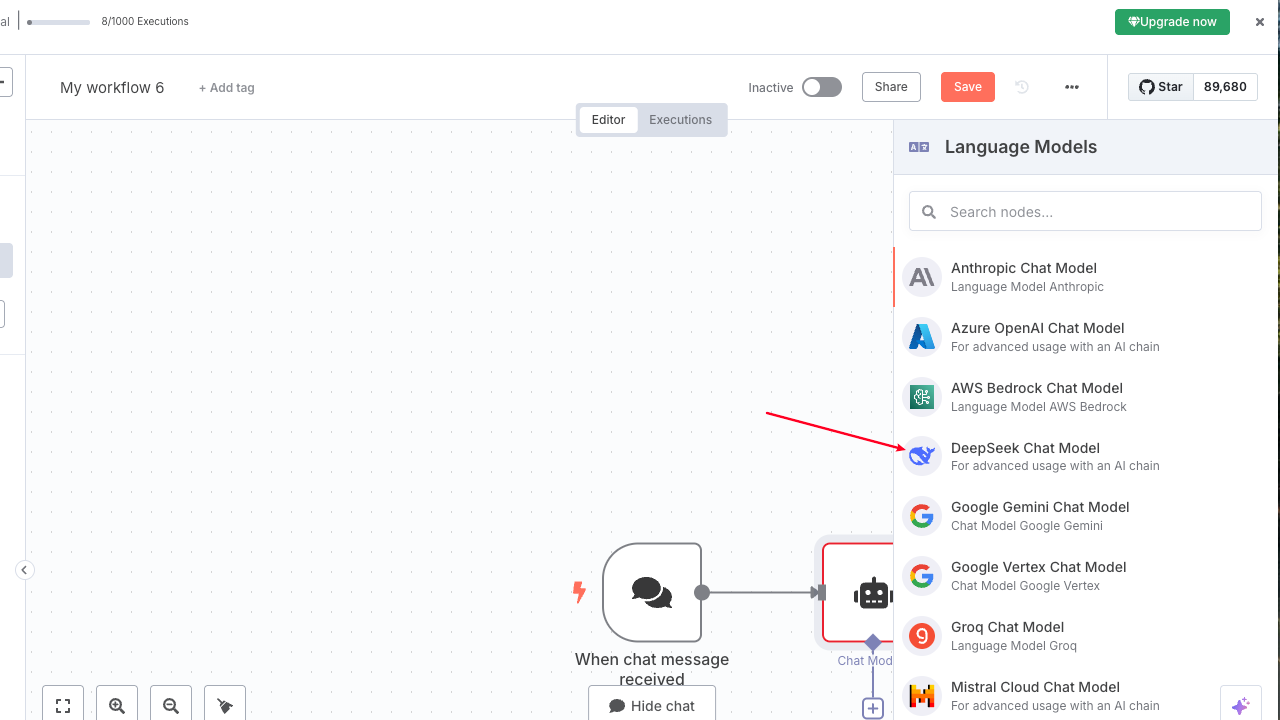 al
8/1000 Executions
Upgrade now
My workflow 6
+ Add tag
Inactive
Share
Save
Star
89,680
Editor
Executions
Language Models
Search nodes...
Anthropic Chat Model
Language Model Anthropic
Azure OpenAI Chat Model
For advanced usage with an AI chain
AWS Bedrock Chat Model
Language Model AWS Bedrock
DeepSeek Chat Model
For advanced usage with an AI chain
Google Gemini Chat Model
Chat Model Google Gemini
Google Vertex Chat Model
Chat Model Google Vertex
Groq Chat Model
Language Model Groq
Mistral Cloud Chat Model
For advanced usage with an AI chain
When chat message
received
Chat Mod
Hide chat